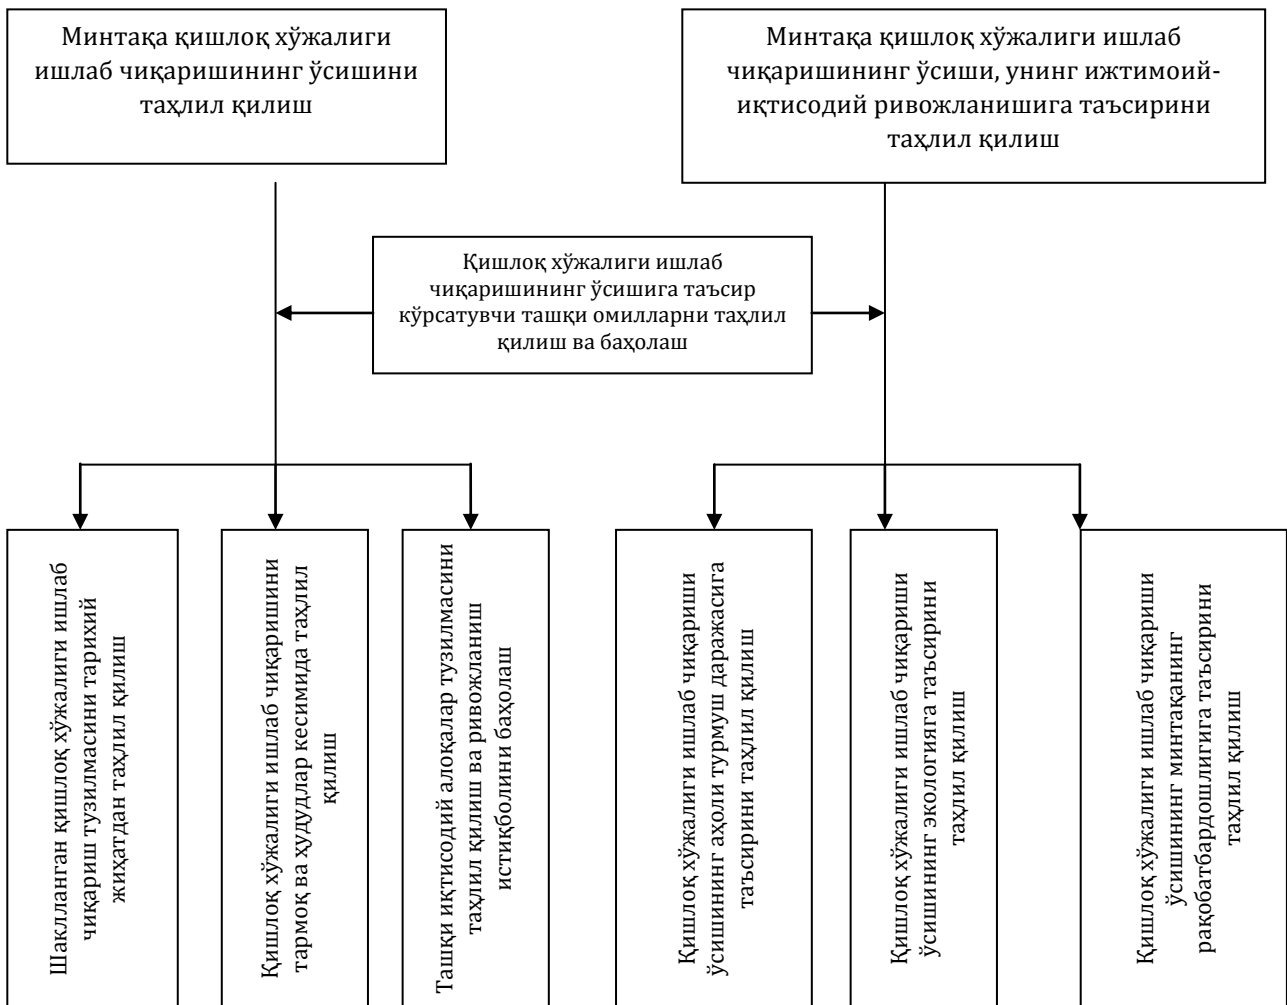 Минтақа қишлоқ хўжалиги
ишлаб чиқаришининг ўсишини
таҳлил қилиш
Минтақа қишлоқ хўжалиги ишлаб
чиқаришининг ўсиши, унинг ижтимоий-
иқтисодий ривожланишига таъсирини
таҳлил қилиш
Қишлоқ хўжалиги ишлаб
чиқаришининг ўсишига таъсир
кўрсатувчи ташқи омилларни таҳлил
қилиш ва баҳолаш
Шаклланган қишлоқ хўжалиги ишлаб
чиқариш тузилмасини тарихий
жиҳатдан таҳлил қилиш
Қишлоқ хўжалиги ишлаб чиқаришини
тармоқ ва ҳудудлар кесимида таҳлил
қилиш
Ташқи иқтисодий алоқалар тузилмасини
таҳлил қилиш ва ривожланиш
истиқболини баҳолаш
Қишлоқ хўжалиги ишлаб чиқариши
ўсишининг аҳоли турмуш даражасига
таъсирини таҳлил қилиш
Қишлоқ хўжалиги ишлаб чиқариши
ўсишининг экологияга таъсирини
таҳлил қилиш
Қишлоқ хўжалиги ишлаб чиқариши
ўсишининг минтақанинг
рақобатбардошлигига таъсирини
таҳлил қилиш